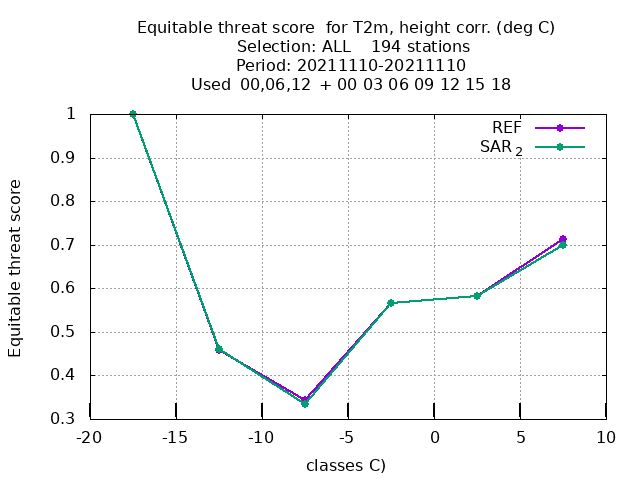 Equitable threat score  for T2m, height corr. (deg C)
Selection: ALL    194 stations
Period: 20211110-20211110
Used  00,06,12  + 00 03 06 09 12 15 18
REF
SAR 2
1
0.9
0.8
0.7
0.6
0.5
0.4
0.3
Equitable threat score
-20 -15 -10 -5 0 5 10
classes C)